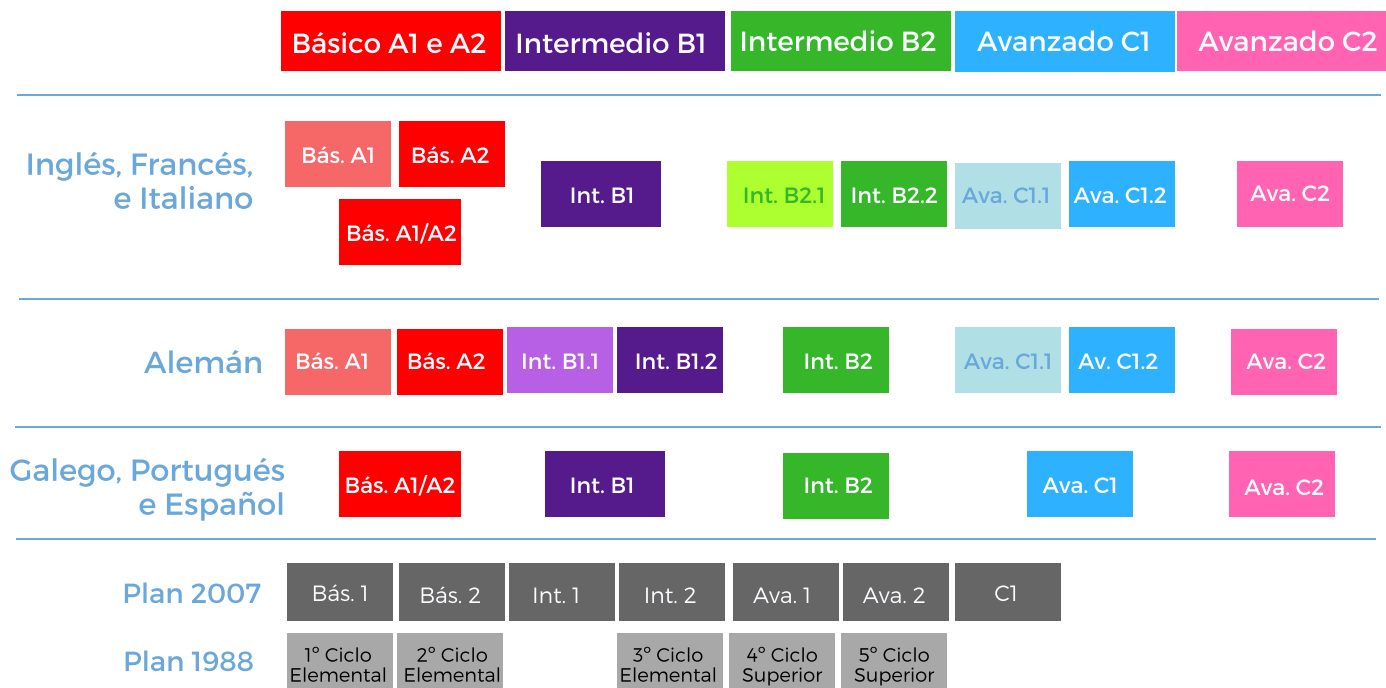 Básico A1 e A2
Intermedio B1
Intermedio B2
Avanzado C1
Avanzado C2
Inglés, Francés,
e Italiano
Bás. A1
Bás. A2
Bás. A1/A2
Int. B1
Int. B2.1
Int. B2.2
Ava. C1.1
Ava. C1.2
Ava. C2
Alemán
Bás. A1
Bás. A2
Int. B1.1
Int. B1.2
Int. B2
Ava. C1.1
Av. C1.2
Ava. C2
Galego, Portugués
e Español
Bás. A1/A2
Int. B1
Int. B2
Ava. C1
Ava. C2
Plan 2007
Bás. 1
Bás. 2
Int. 1
Int. 2
Ava. 1
Ava. 2
C1
Plan 1988
1º Ciclo
Elemental
2º Ciclo
Elemental
3º Ciclo
Elemental
4º Ciclo
Superior
5º Ciclo
Superior